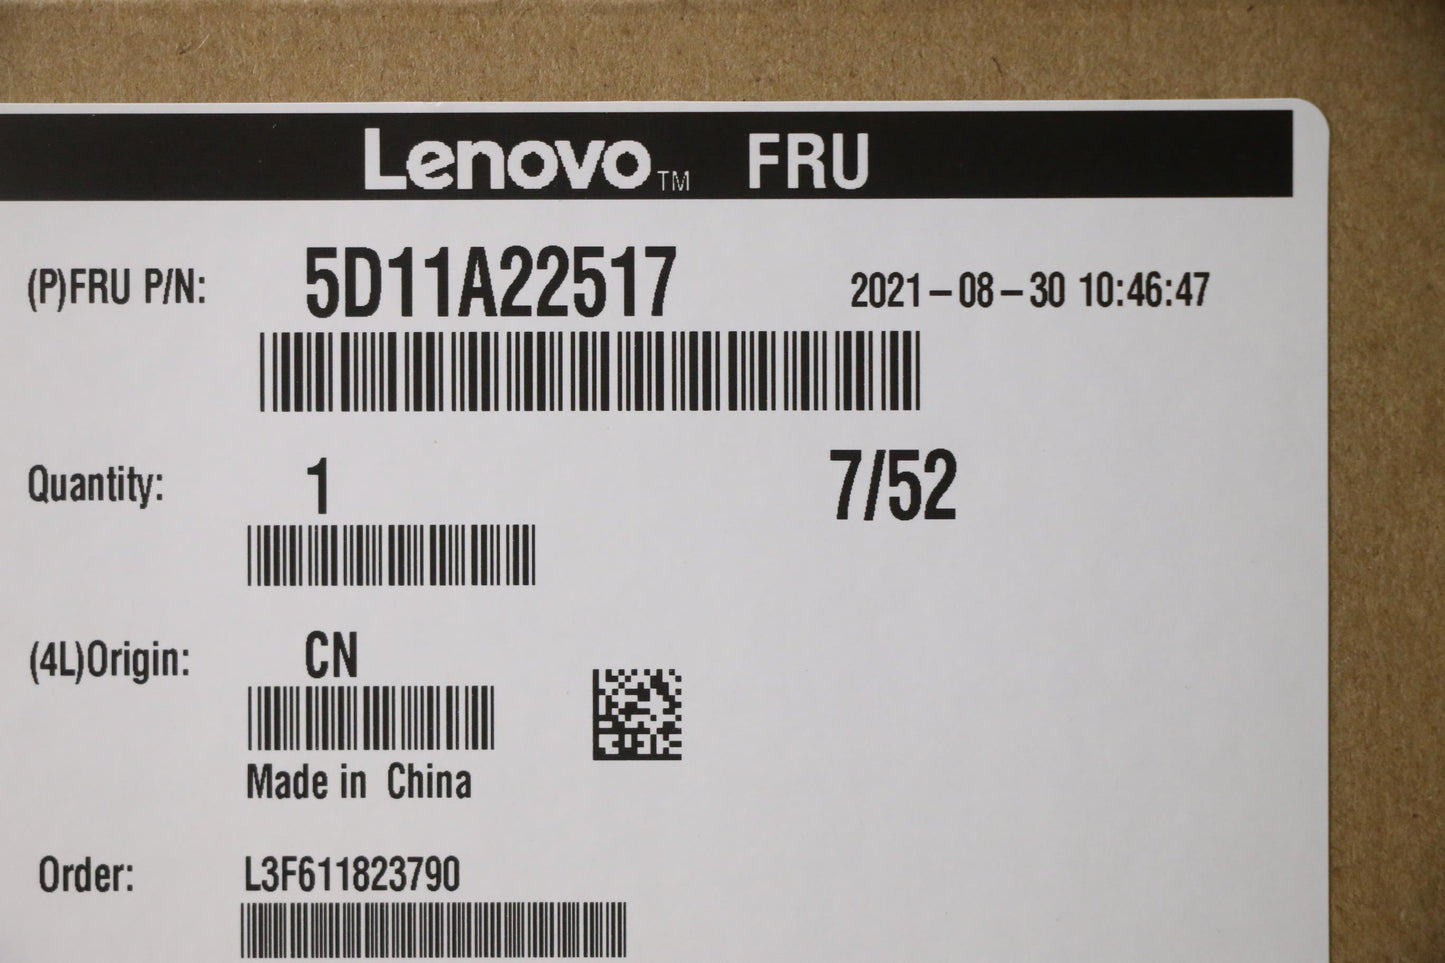 Lenovo™ FRU
(P)FRU P/N: 5D11A22517 2021-08-30 10:46:47
Quantity: 1 7/52
(4L)Origin: CN
Made in China
Order: L3F611823790